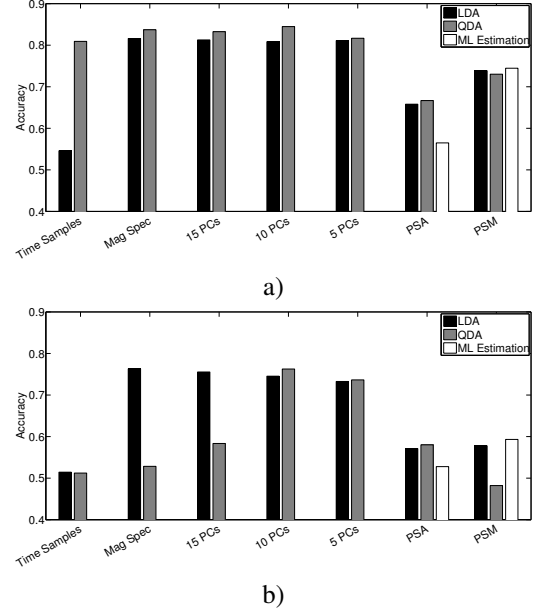 0.9
0.8
0.7
0.6
0.5
0.4
Accuracy
LDA
QDA
ML Estimation
Time Samples
Mag Spec
15 PCs
10 PCs
5 PCs
PSA
PSM
a)
0.9
0.8
0.7
0.6
0.5
0.4
Accuracy
LDA
QDA
ML Estimation
Time Samples
Mag Spec
15 PCs
10 PCs
5 PCs
PSA
PSM
b)